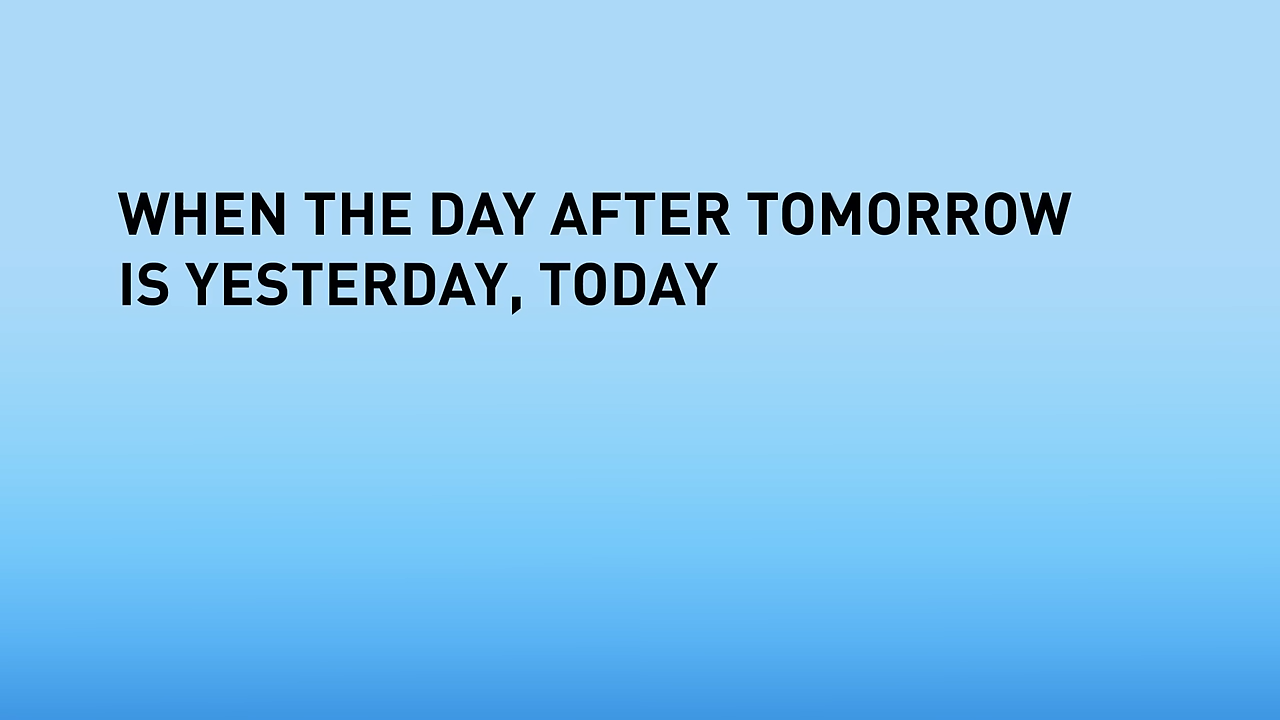 WHEN THE DAY AFTER TOMORROW
IS YESTERDAY, TODAY